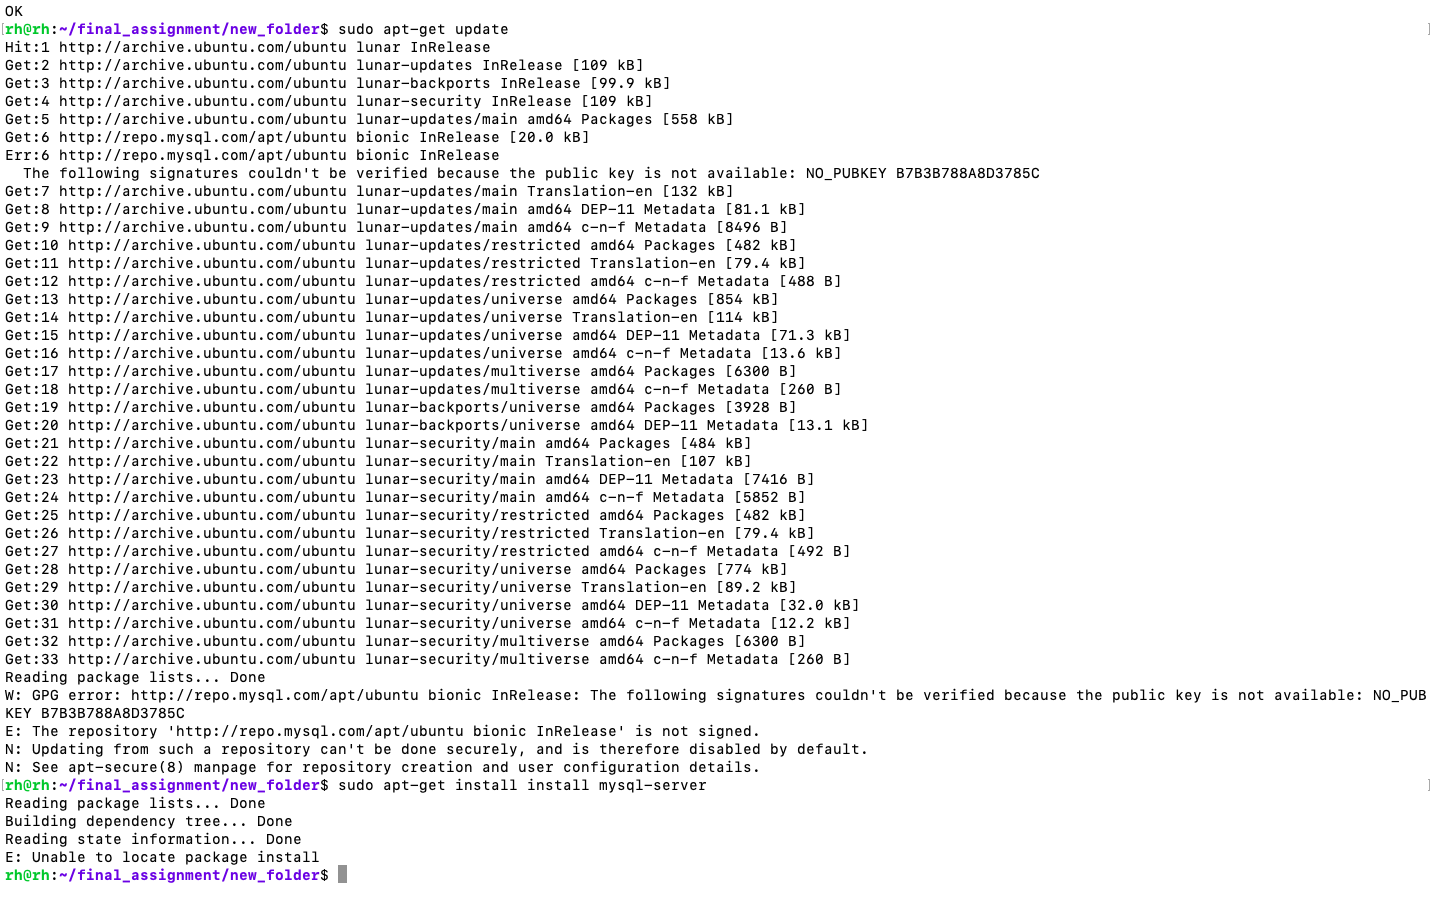 OK
rh@rh:~/final_assignment/new_folder$ sudo apt-get update
Hit:1 http://archive.ubuntu.com/ubuntu lunar InRelease
Get:2 http://archive.ubuntu.com/ubuntu lunar-updates InRelease [109 kB]
Get:3 http://archive.ubuntu.com/ubuntu lunar-backports InRelease [99.9 kB]
Get:4 http://archive.ubuntu.com/ubuntu lunar-security InRelease [109 kB]
Get:5 http://archive.ubuntu.com/ubuntu lunar-updates/main amd64 Packages [558 kB]
Get:6 http://repo.mysql.com/apt/ubuntu bionic InRelease [20.0 kB]
Err:6 http://repo.mysql.com/apt/ubuntu bionic InRelease
  The following signatures couldn't be verified because the public key is not available: NO_PUBKEY B7B3B788A8D3785C
Get:7 http://archive.ubuntu.com/ubuntu lunar-updates/main Translation-en [132 kB]
Get:8 http://archive.ubuntu.com/ubuntu lunar-updates/main amd64 DEP-11 Metadata [81.1 kB]
Get:9 http://archive.ubuntu.com/ubuntu lunar-updates/main amd64 c-n-f Metadata [8496 B]
Get:10 http://archive.ubuntu.com/ubuntu lunar-updates/restricted amd64 Packages [482 kB]
Get:11 http://archive.ubuntu.com/ubuntu lunar-updates/restricted Translation-en [79.4 kB]
Get:12 http://archive.ubuntu.com/ubuntu lunar-updates/restricted amd64 c-n-f Metadata [488 B]
Get:13 http://archive.ubuntu.com/ubuntu lunar-updates/universe amd64 Packages [854 kB]
Get:14 http://archive.ubuntu.com/ubuntu lunar-updates/universe Translation-en [114 kB]
Get:15 http://archive.ubuntu.com/ubuntu lunar-updates/universe amd64 DEP-11 Metadata [71.3 kB]
Get:16 http://archive.ubuntu.com/ubuntu lunar-updates/universe amd64 c-n-f Metadata [13.6 kB]
Get:17 http://archive.ubuntu.com/ubuntu lunar-updates/multiverse amd64 Packages [6300 B]
Get:18 http://archive.ubuntu.com/ubuntu lunar-updates/multiverse amd64 c-n-f Metadata [260 B]
Get:19 http://archive.ubuntu.com/ubuntu lunar-backports/universe amd64 Packages [3928 B]
Get:20 http://archive.ubuntu.com/ubuntu lunar-backports/universe amd64 DEP-11 Metadata [13.1 kB]
Get:21 http://archive.ubuntu.com/ubuntu lunar-security/main amd64 Packages [484 kB]
Get:22 http://archive.ubuntu.com/ubuntu lunar-security/main Translation-en [107 kB]
Get:23 http://archive.ubuntu.com/ubuntu lunar-security/main amd64 DEP-11 Metadata [7416 B]
Get:24 http://archive.ubuntu.com/ubuntu lunar-security/main amd64 c-n-f Metadata [5852 B]
Get:25 http://archive.ubuntu.com/ubuntu lunar-security/restricted amd64 Packages [482 kB]
Get:26 http://archive.ubuntu.com/ubuntu lunar-security/restricted Translation-en [79.4 kB]
Get:27 http://archive.ubuntu.com/ubuntu lunar-security/restricted amd64 c-n-f Metadata [492 B]
Get:28 http://archive.ubuntu.com/ubuntu lunar-security/universe amd64 Packages [774 kB]
Get:29 http://archive.ubuntu.com/ubuntu lunar-security/universe Translation-en [89.2 kB]
Get:30 http://archive.ubuntu.com/ubuntu lunar-security/universe amd64 DEP-11 Metadata [32.0 kB]
Get:31 http://archive.ubuntu.com/ubuntu lunar-security/universe amd64 c-n-f Metadata [12.2 kB]
Get:32 http://archive.ubuntu.com/ubuntu lunar-security/multiverse amd64 Packages [6300 B]
Get:33 http://archive.ubuntu.com/ubuntu lunar-security/multiverse amd64 c-n-f Metadata [260 B]
Reading package lists... Done
W: GPG error: http://repo.mysql.com/apt/ubuntu bionic InRelease: The following signatures couldn't be verified because the public key is not available: NO_PUB
KEY B7B3B788A8D3785C
E: The repository 'http://repo.mysql.com/apt/ubuntu bionic InRelease' is not signed.
N: Updating from such a repository can't be done securely, and is therefore disabled by default.
N: See apt-secure(8) manpage for repository creation and user configuration details.
rh@rh:~/final_assignment/new_folder$ sudo apt-get install install mysql-server
Reading package lists... Done
Building dependency tree... Done
Reading state information... Done
E: Unable to locate package install
rh@rh:~/final_assignment/new_folder$